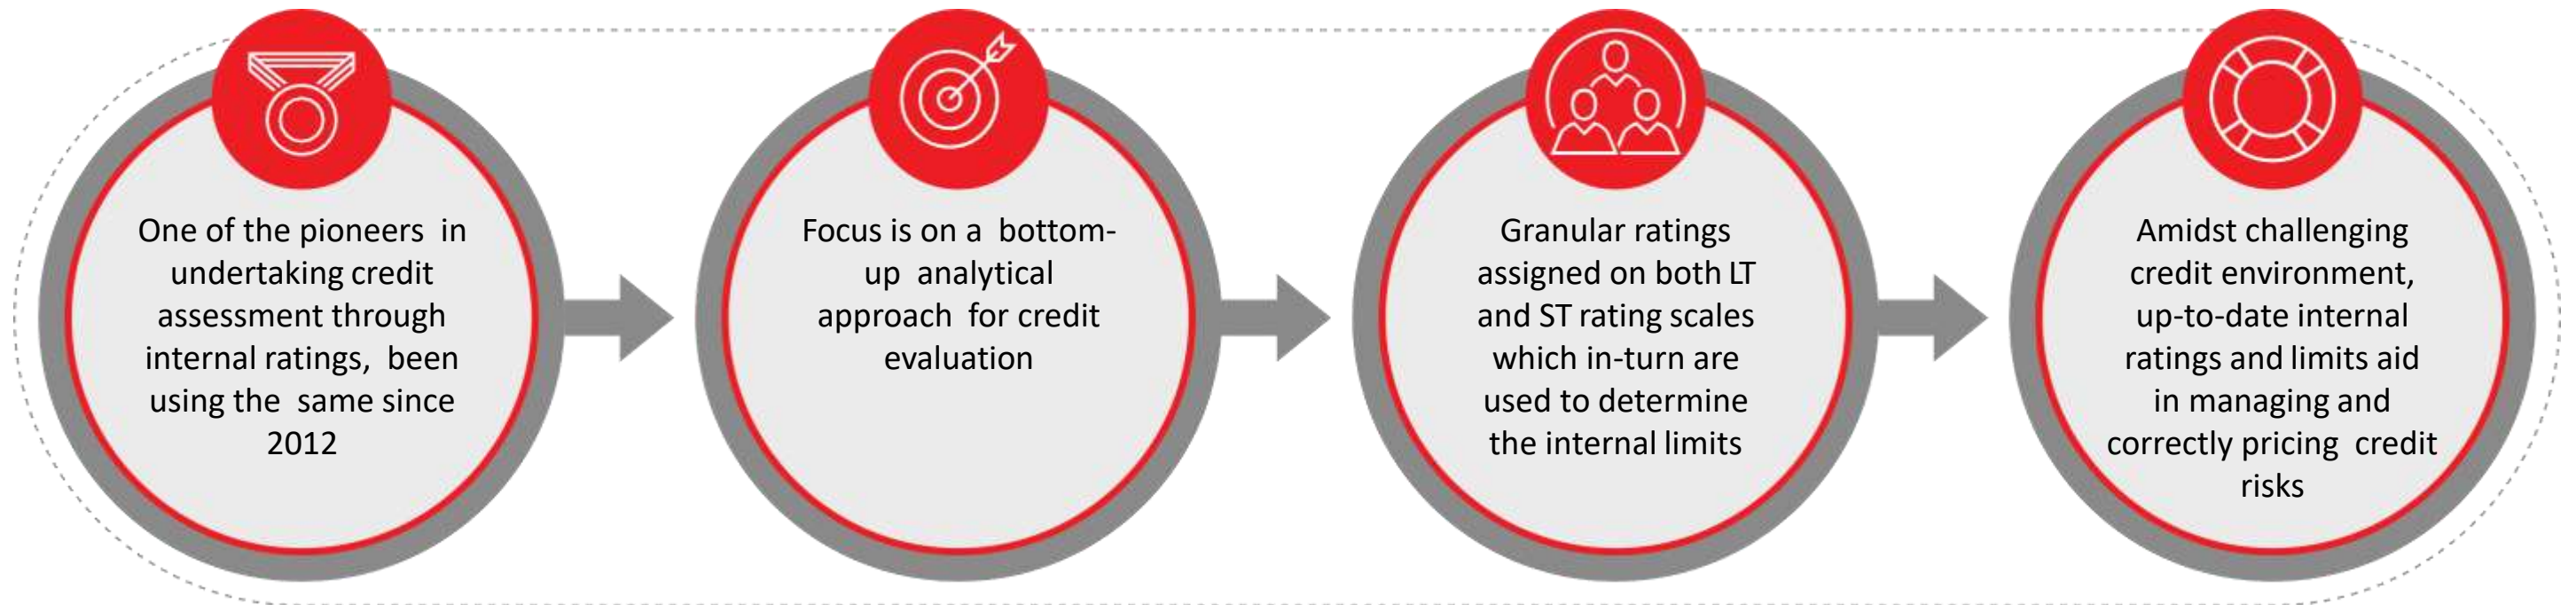 One of the pioneers in
undertaking credit
assessment through
internal ratings, been
using the same since
2012
Focus is on a bottom-
up analytical
approach for credit
evaluation
Granular ratings
assigned on both LT
and ST rating scales
which in-turn are
used to determine
the internal limits
Amidst challenging
credit environment,
up-to-date internal
ratings and limits aid
in managing and
correctly pricing credit
risks